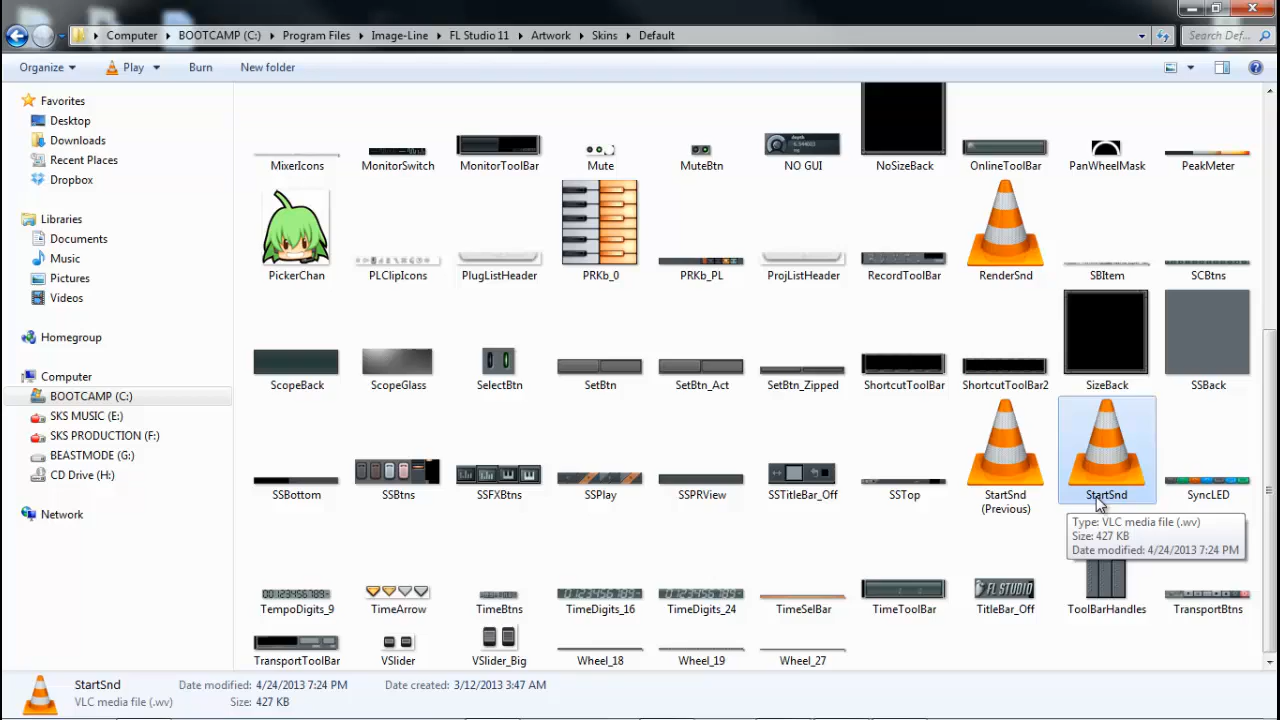 Computer BOOTCAMP (C:) Program Files Image-Line FL Studio 11 Artwork Skins Default Search Def...
Organize Play Burn New folder
Favorites
Desktop
Downloads
Recent Places
Dropbox
Libraries
Documents
Music
Pictures
Videos
Homegroup
Computer
BOOTCAMP (C:)
SKS MUSIC (E:)
SKS PRODUCTION (F:)
BEASTMODE (G:)
CD Drive (H:)
Network
MixerIcons MonitorSwitch MonitorToolBar Mute MuteBtn NO GUI NoSizeBack OnlineToolBar PanWheelMask PeakMeter
PickerChan PLClipIcons PlugListHeader PRKb_0 PRKb_PL ProjListHeader RecordToolBar RenderSnd SBItem SCBtns
ScopeBack ScopeGlass SelectBtn SetBtn SetBtn_Act SetBtn_Zipped ShortcutToolBar ShortcutToolBar2 SizeBack SSBack
SSBottom SSBtns SSFXBtns SSPlay SSPRView SSTitleBar_Off SSTop StartSnd StartSnd SyncLED
(Previous)
Type: VLC media file (.wv)
Size: 427 KB
Date modified: 4/24/2013 7:24 PM
FL STUDIO
TempoDigits_9 TimeArrow TimeBtns TimeDigits_16 TimeDigits_24 TimeSelBar TimeToolBar TitleBar_Off ToolBarHandles TransportBtns
TransportToolBar VSlider VSlider_Big Wheel_18 Wheel_19 Wheel_27
StartSnd Date modified: 4/24/2013 7:24 PM Date created: 3/12/2013 3:47 AM
VLC media file (.wv) Size: 427 KB